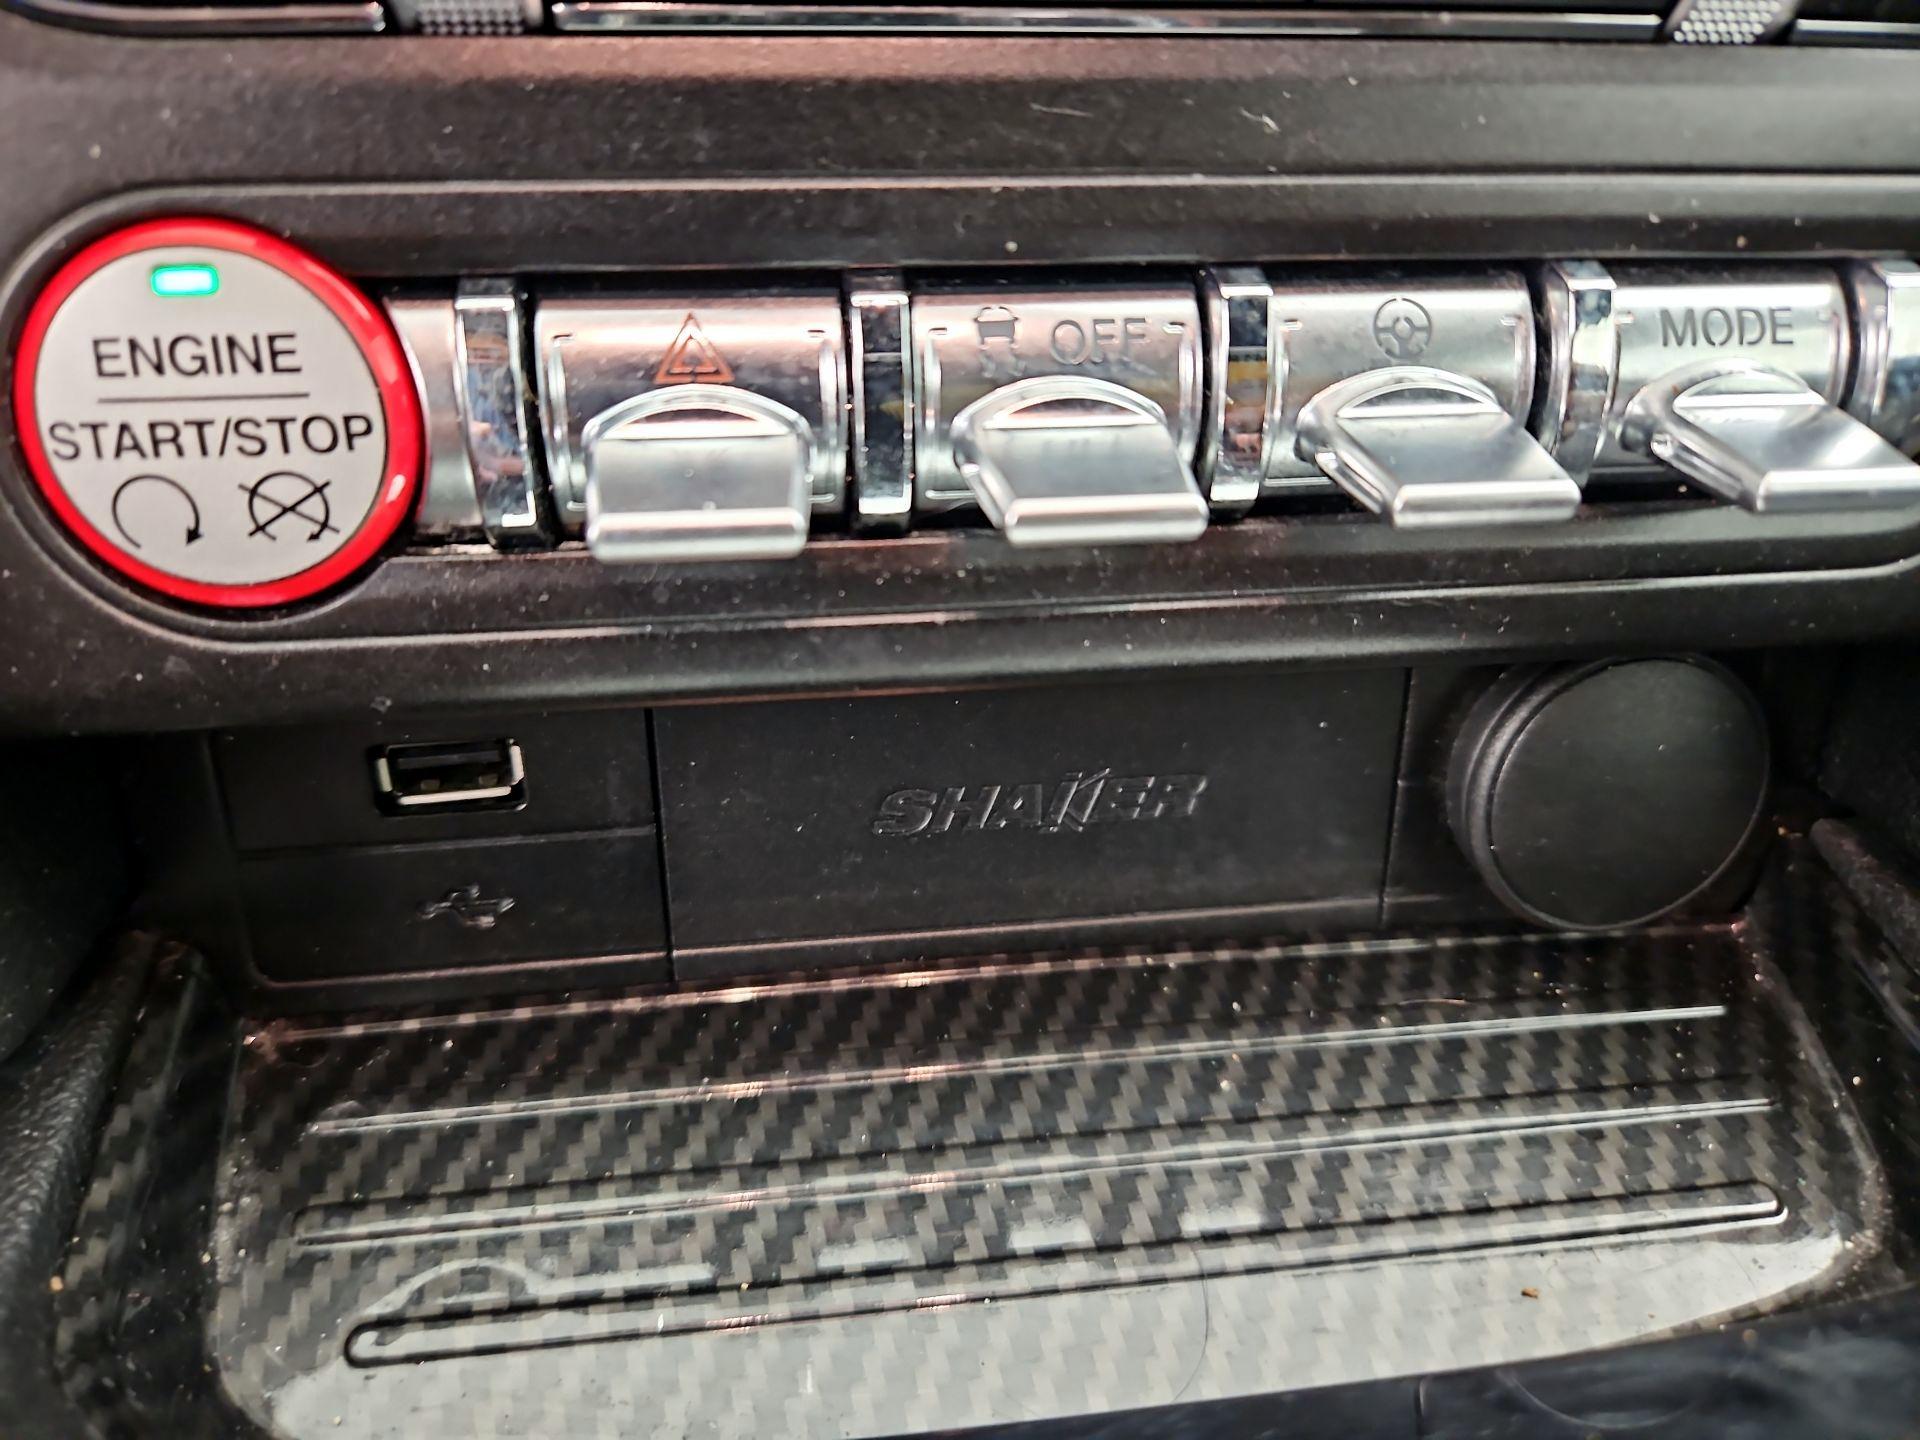 ENGINE
START/STOP
OFF
MODE
SHAKER